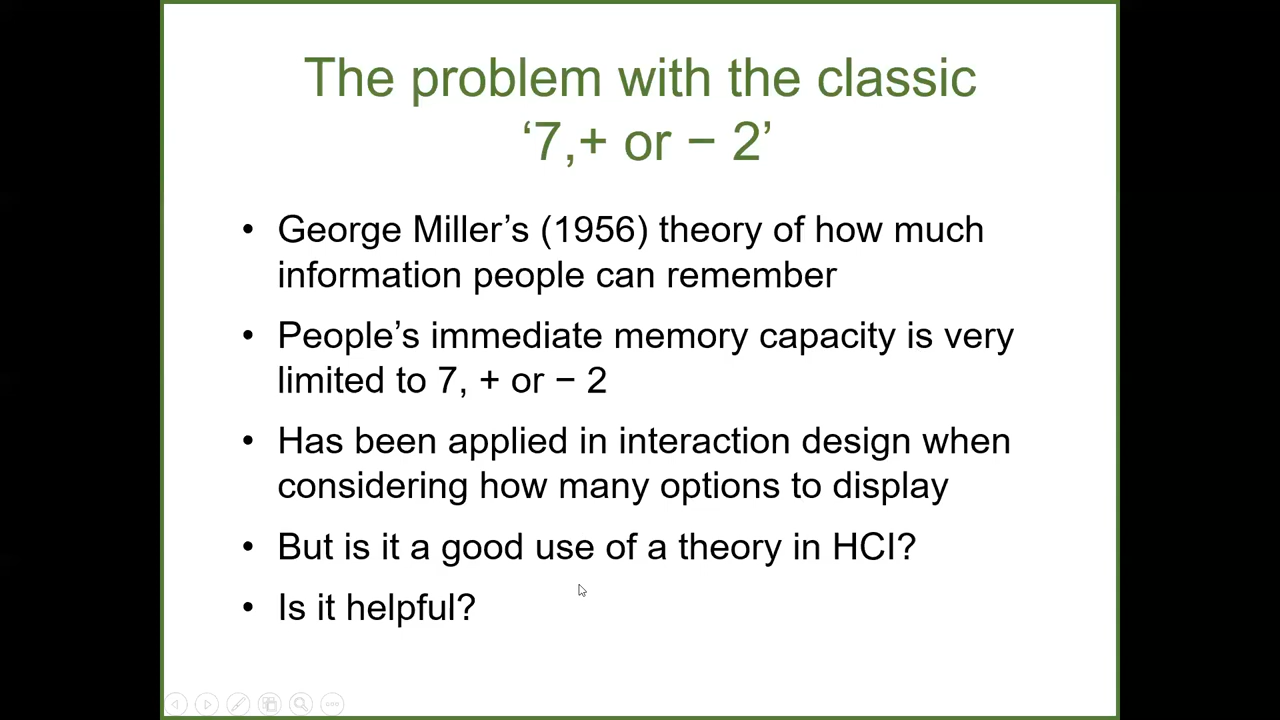 The problem with the classic
‘7,+ or − 2’
• George Miller’s (1956) theory of how much
information people can remember
• People’s immediate memory capacity is very
limited to 7, + or − 2
• Has been applied in interaction design when
considering how many options to display
• But is it a good use of a theory in HCI?
• Is it helpful?